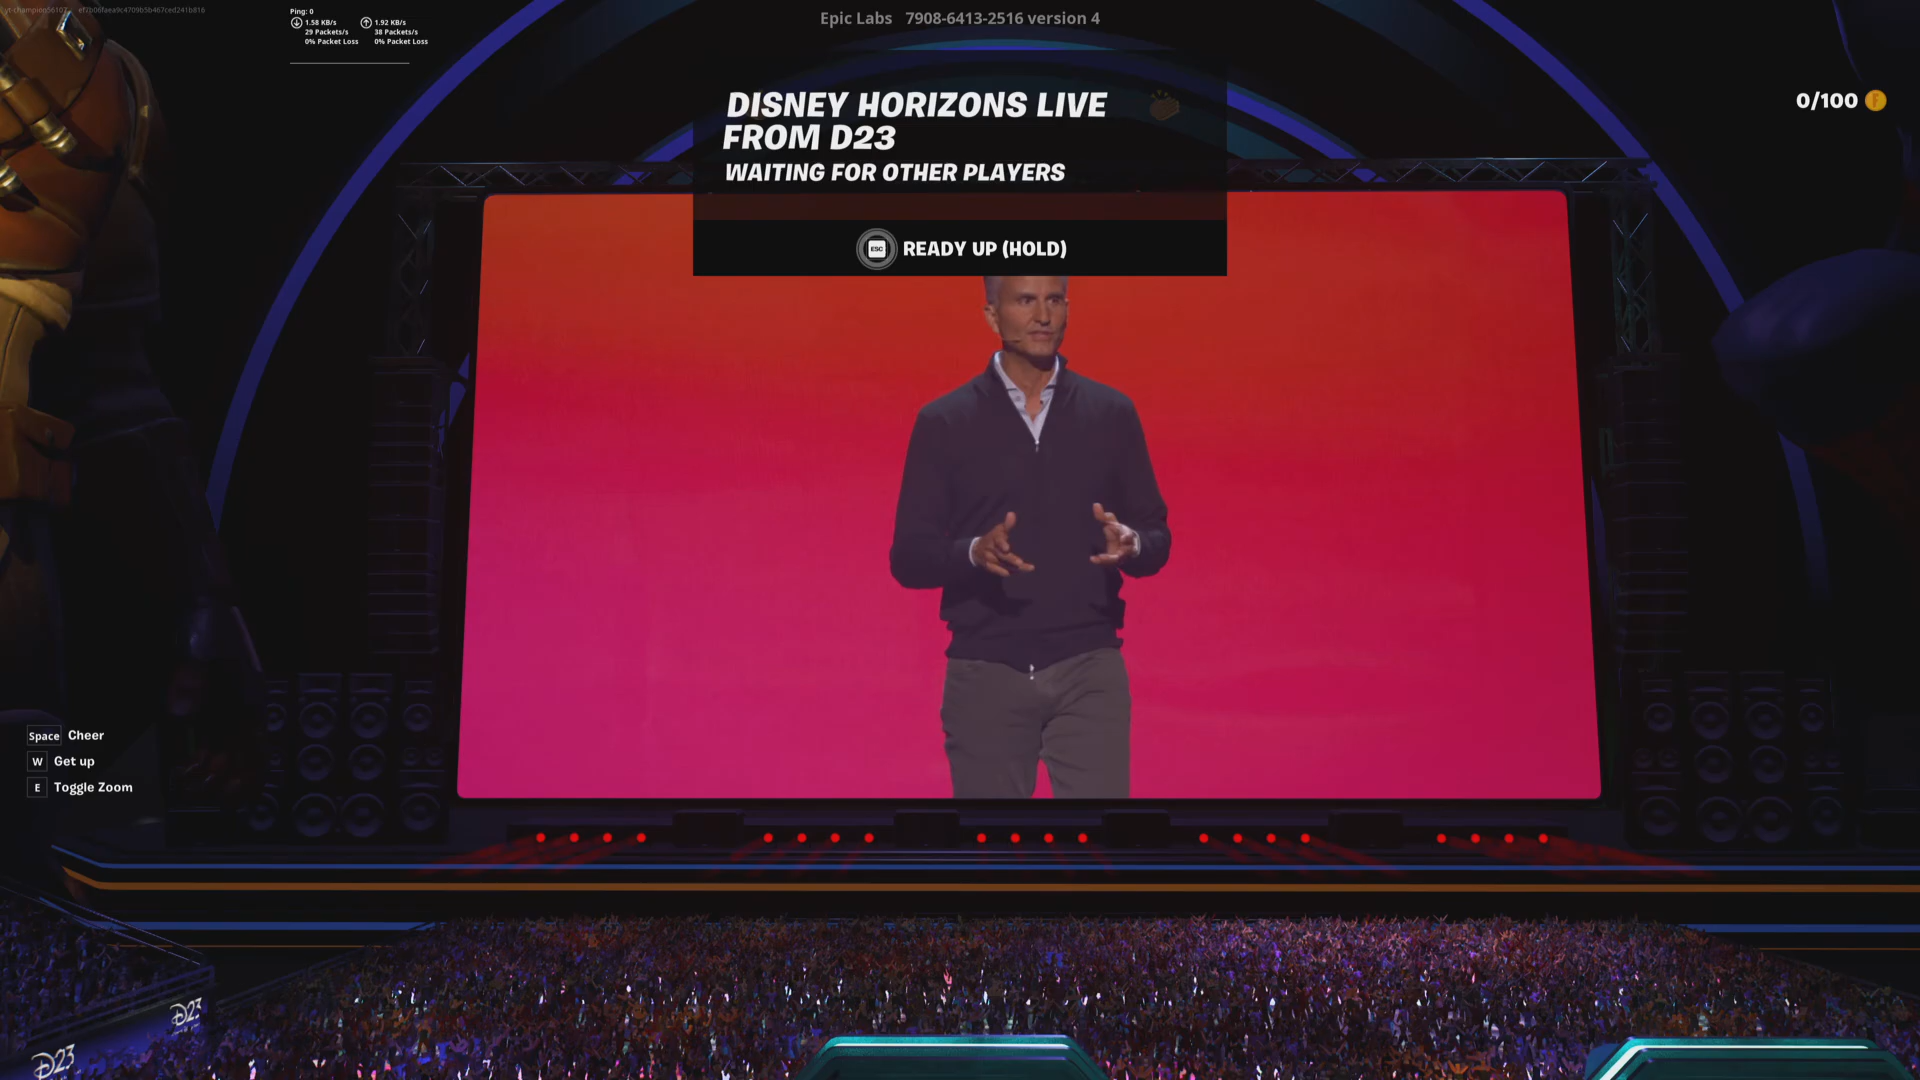 Ping: 0
1.58 KB/s 1.92 KB/s
29 Packets/s 38 Packets/s
0% Packet Loss 0% Packet Loss
Epic Labs 7908-6413-2516 version 4
0/100
DISNEY HORIZONS LIVE
FROM D23
WAITING FOR OTHER PLAYERS
ESC READY UP (HOLD)
Space Cheer
W Get up
E Toggle Zoom
D23
D23